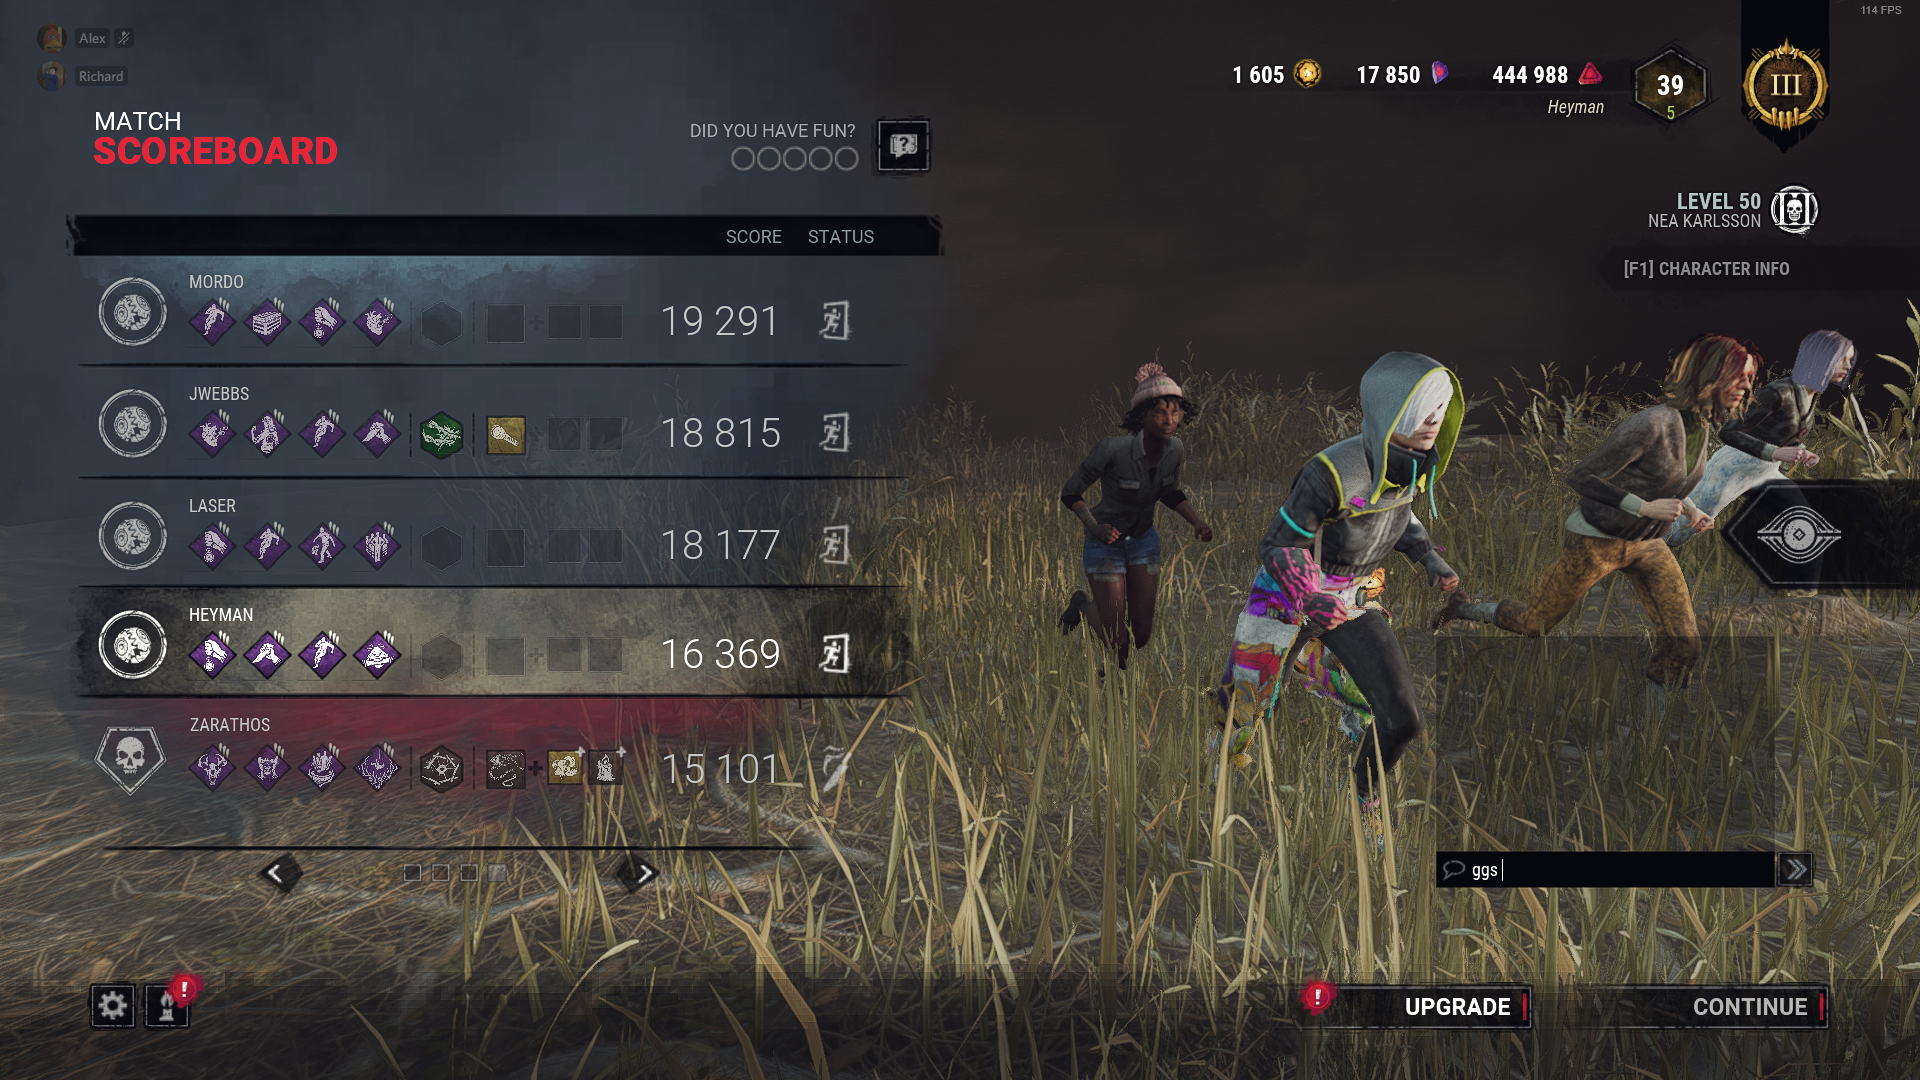 114 FPS
Alex
Richard
1 605
17 850
444 988
Heyman
39
5
III
MATCH
SCOREBOARD
DID YOU HAVE FUN?
LEVEL 50
NEA KARLSSON
[F1] CHARACTER INFO
SCORE STATUS
MORDO
19 291
JWEBBS
18 815
LASER
18 177
HEYMAN
16 369
ZARATHOS
15 101
ggs
UPGRADE
CONTINUE